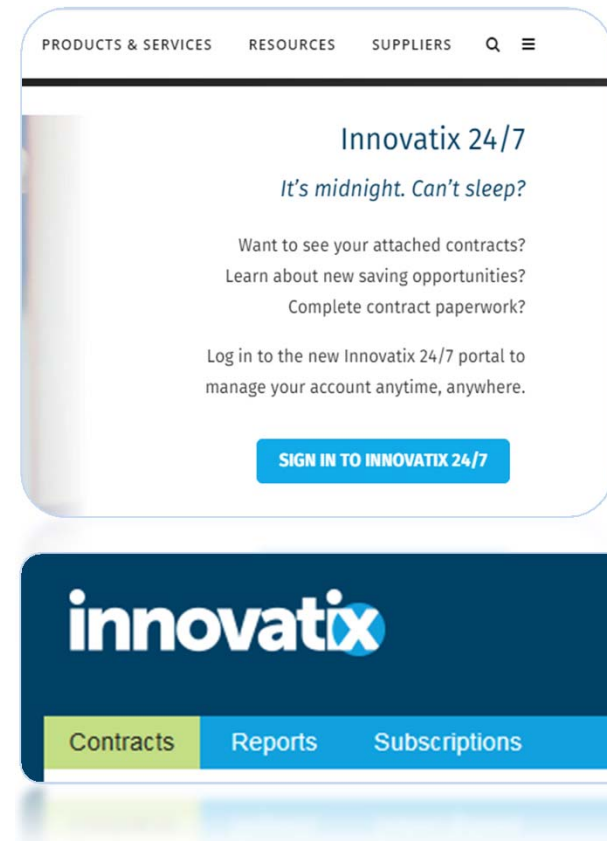 PRODUCTS & SERVICES RESOURCES SUPPLIERS
Innovatix 24/7
It's midnight. Can't sleep?
Want to see your attached contracts?
Learn about new saving opportunities?
Complete contract paperwork?
Log in to the new Innovatix 24/7 portal to
manage your account anytime, anywhere.
SIGN IN TO INNOVATIX 24/7
innovatix
Contracts Reports Subscriptions